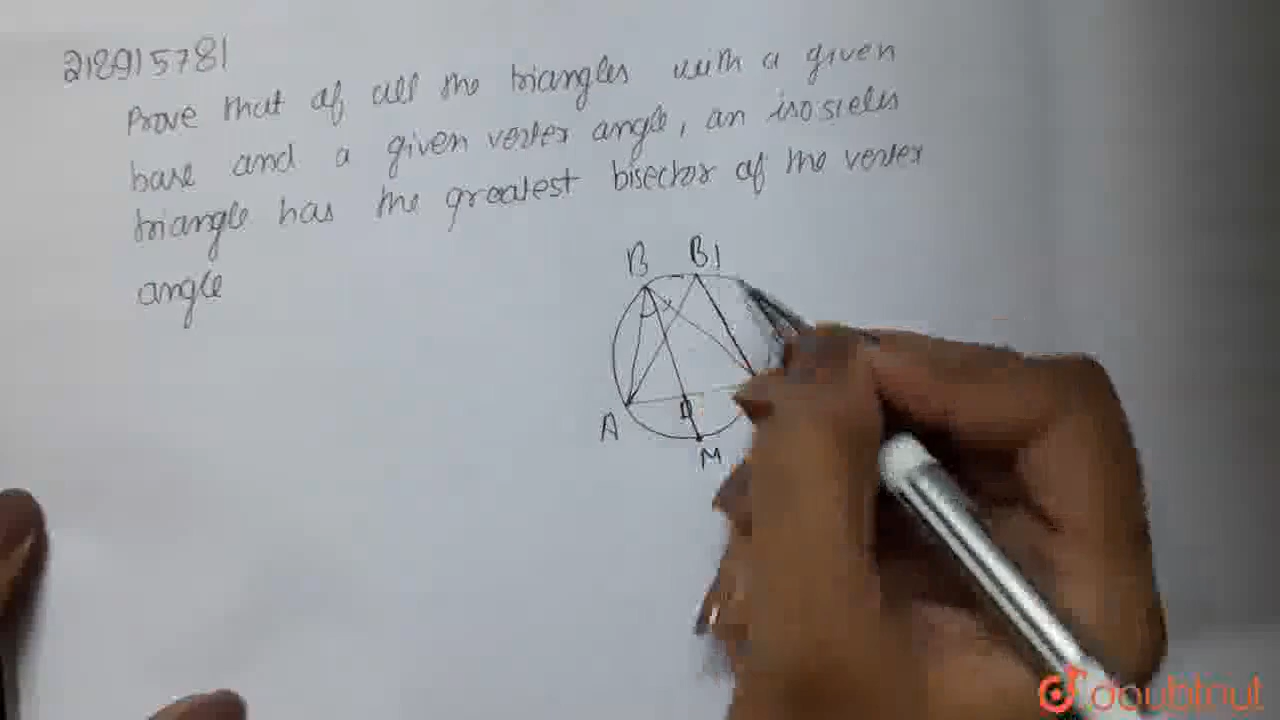 218915781
Prove that of all the triangles with a given
base and a given vertex angle, an isosceles
triangle has the greatest bisector of the vertex
angle
B B1
A
D
M
doubtnut